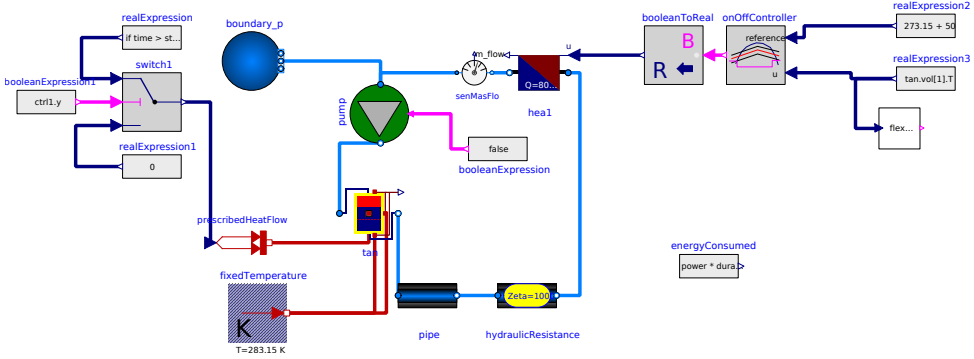 realExpression
if time > st...
boundary_p
booleanToReal
onOffController
realExpression2
273.15 + 50
reference
u
B
R
realExpression3
tan.vol[1].T
flex...
switch1
booleanExpression1
ctrl1.y
realExpression1
0
m_flow
senMasFlo
u
Q=80...
hea1
pump
false
booleanExpression
prescribedHeatFlow
tan
fixedTemperature
K
T=283.15 K
pipe
Zeta=100
hydraulicResistance
energyConsumed
power * dura...